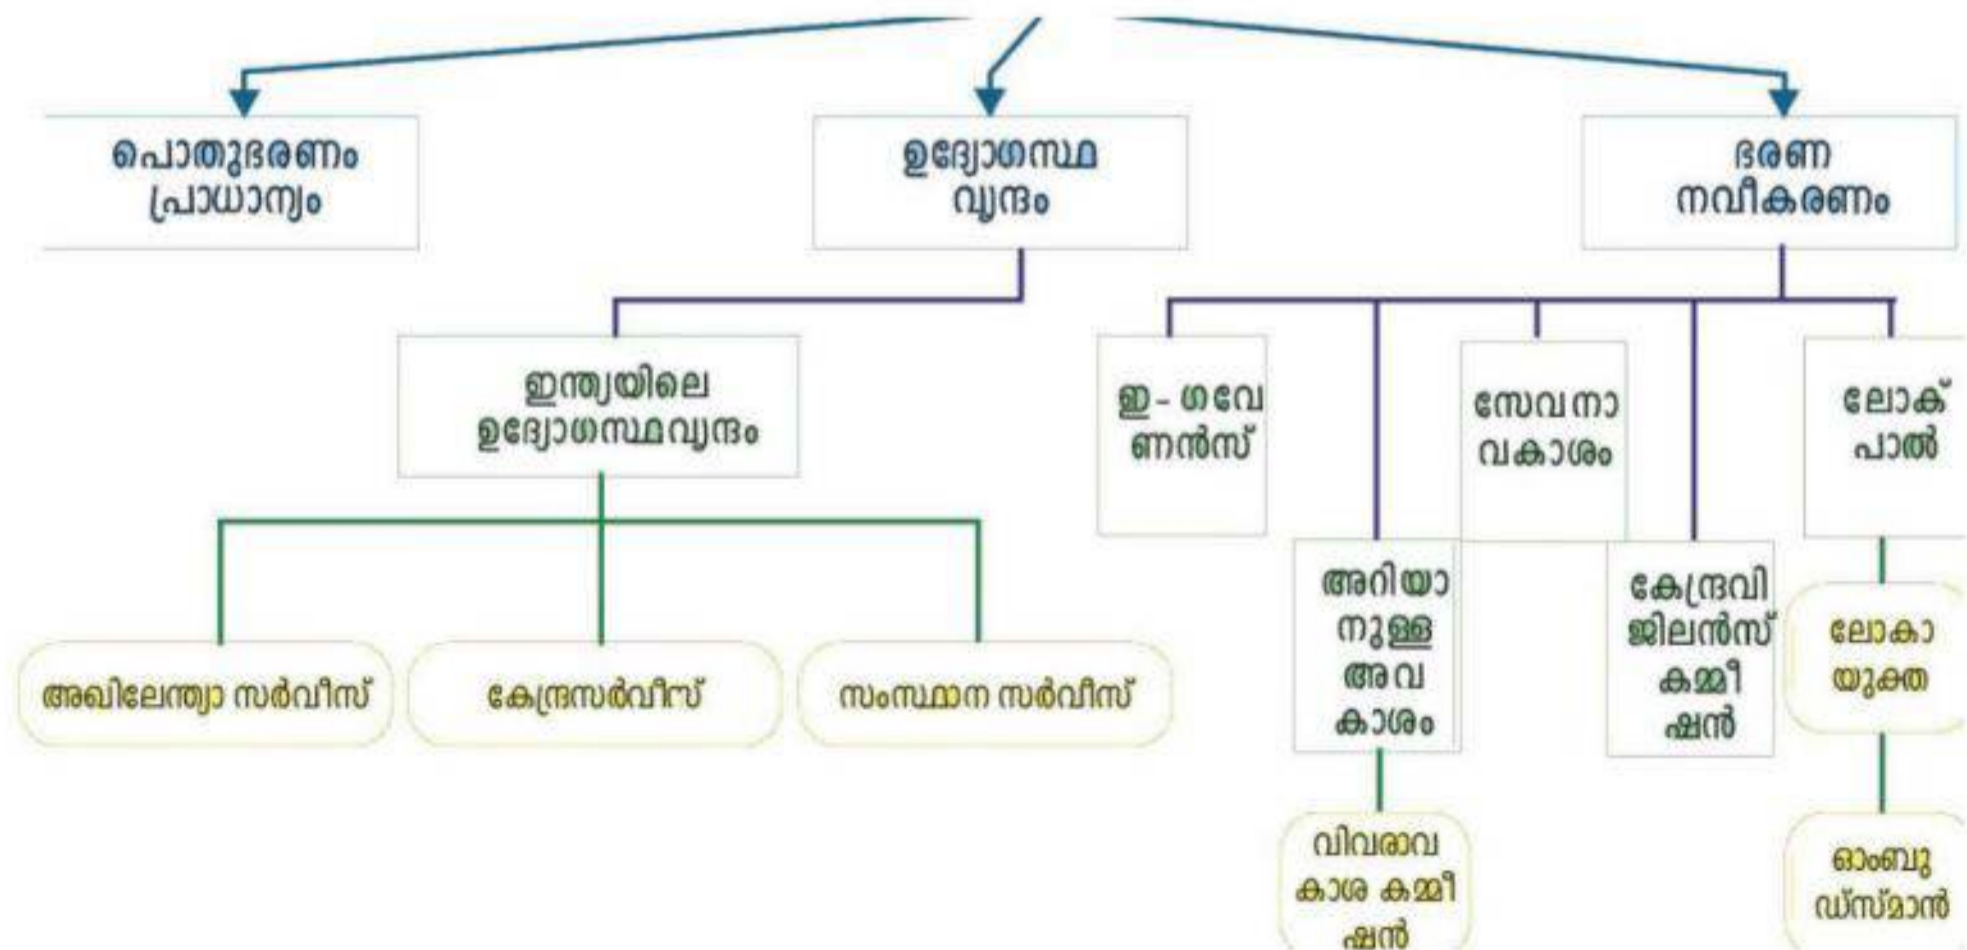 പൊതുഭരണം
പ്രാധാന്യം
ഉദ്യോഗസ്ഥ
വൃന്ദം
ഭരണ
നവീകരണം
ഇന്ത്യയിലെ
ഉദ്യോഗസ്ഥവൃന്ദം
ഇ - ഗവേ
ണൻസ്
സേവനാ
വകാശം
ലോക്
പാൽ
അറിയാ
നുള്ള
അവ
കാശം
കേന്ദ്രവി
ജിലൻസ്
കമ്മീ
ഷൻ
ലോകാ
യുക്ത
അഖിലേന്ത്യാ സർവീസ്
കേന്ദ്രസർവീസ്
സംസ്ഥാന സർവീസ്
വിവരാവ
കാശ കമ്മീ
ഷൻ
ഓംബു
ഡ്സ്മാൻ